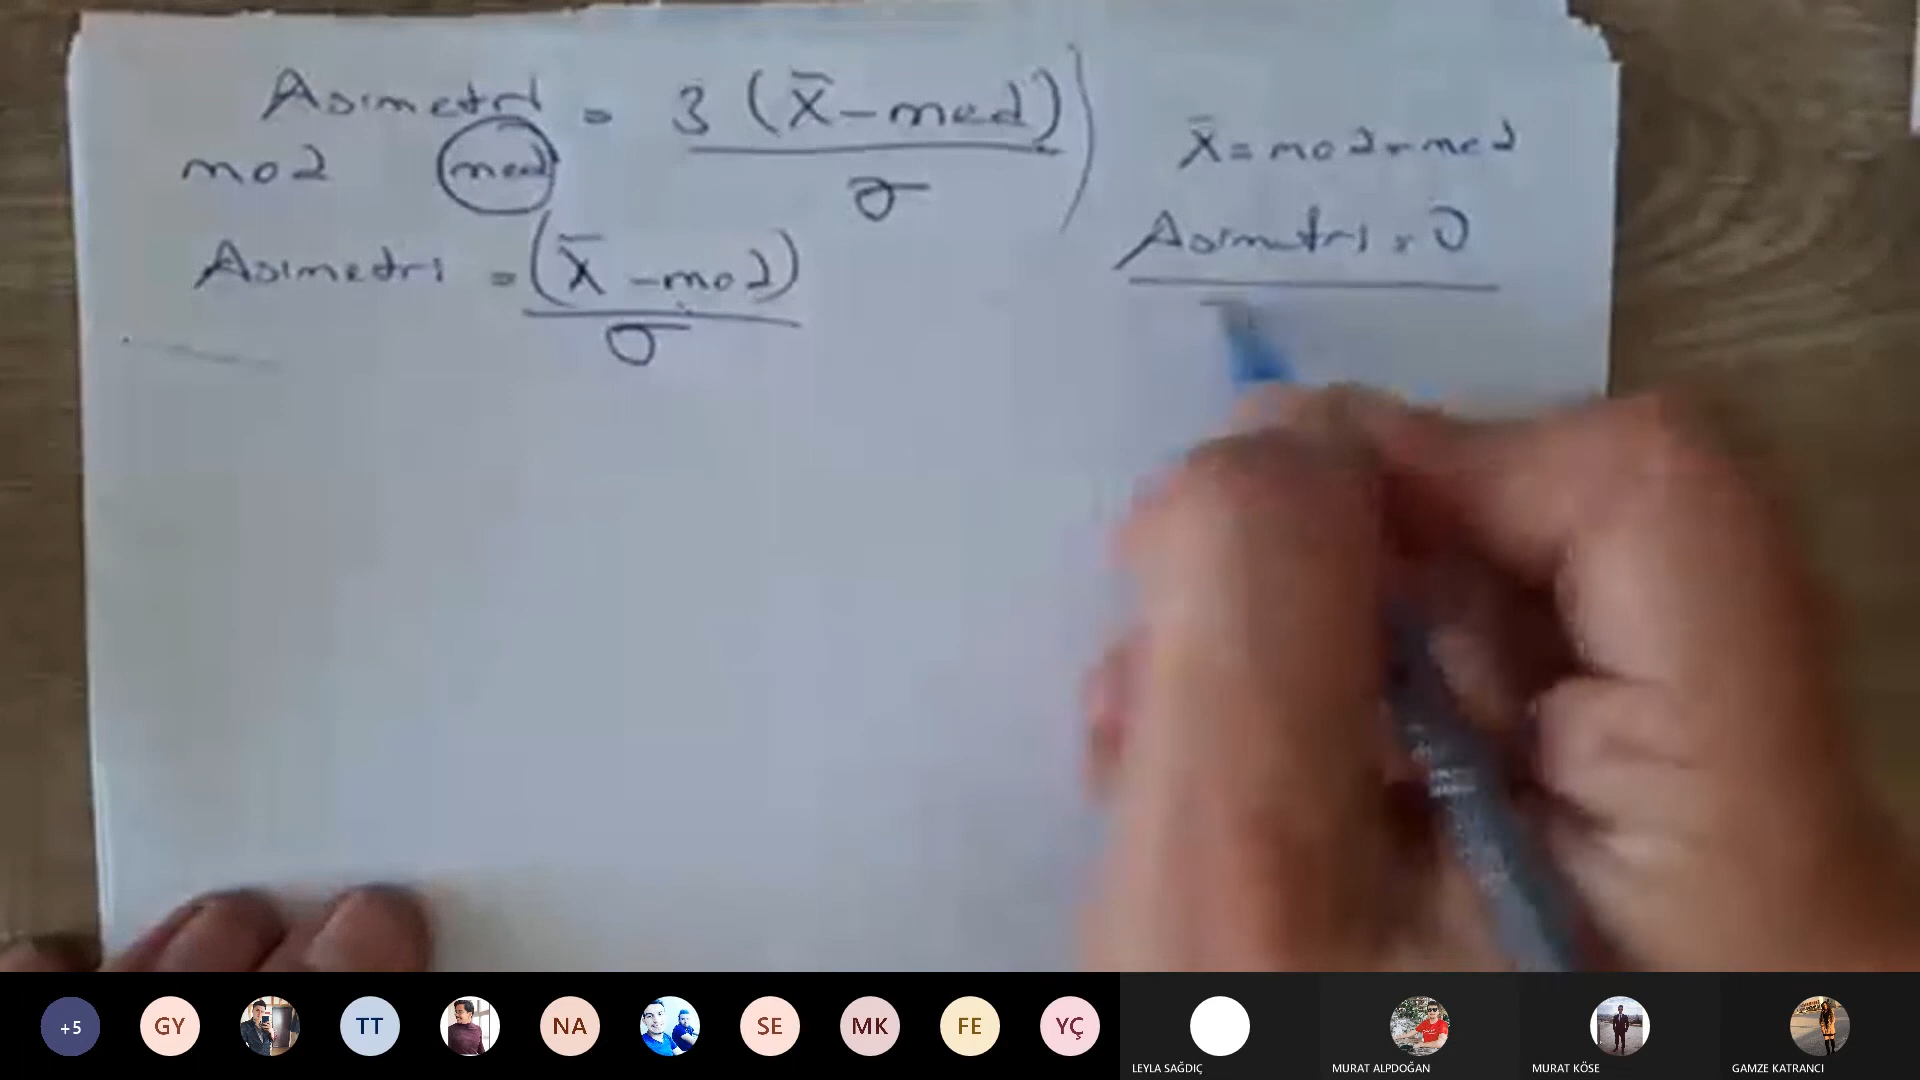 Asimetri = 3 (x̄ - med)
σ
mod med
Asimetri = (x̄ - mod)
σ
x̄ = mod = med
Asimetri = 0
+5 GY TT NA SE MK FE YÇ
LEYLA SAĞDIÇ MURAT ALPDOĞAN MURAT KÖSE GAMZE KATRANCI